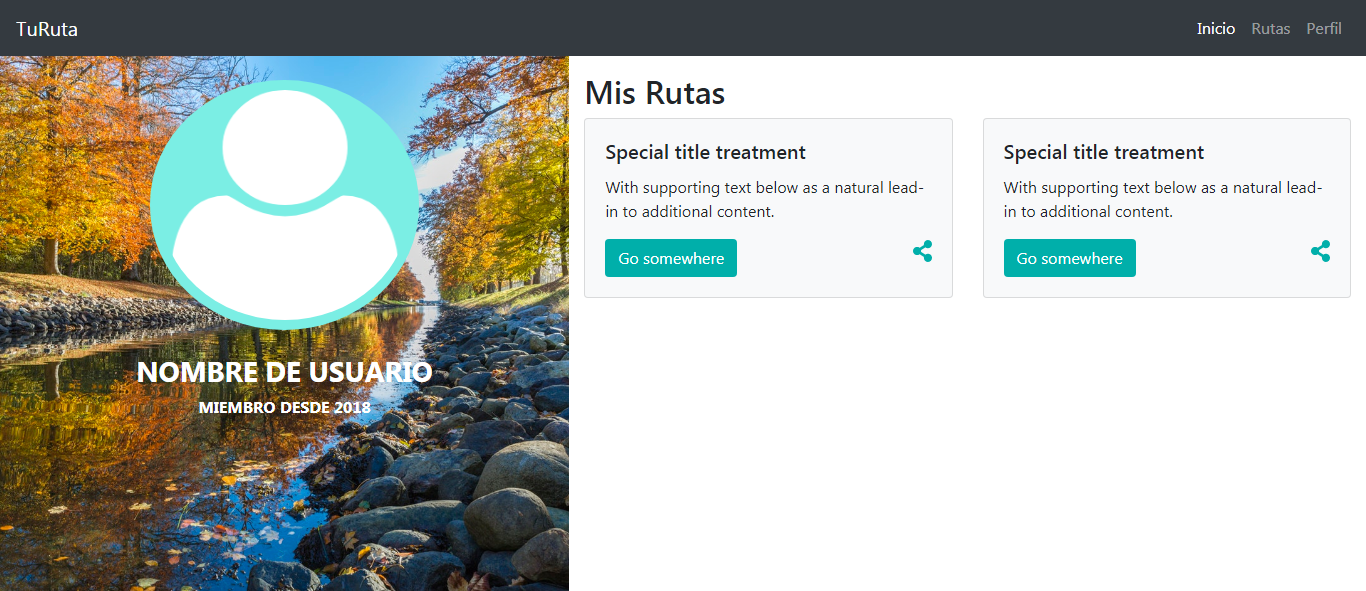 TuRuta
Inicio Rutas Perfil
NOMBRE DE USUARIO
MIEMBRO DESDE 2018
Mis Rutas
Special title treatment
With supporting text below as a natural lead-
in to additional content.
Go somewhere
Special title treatment
With supporting text below as a natural lead-
in to additional content.
Go somewhere